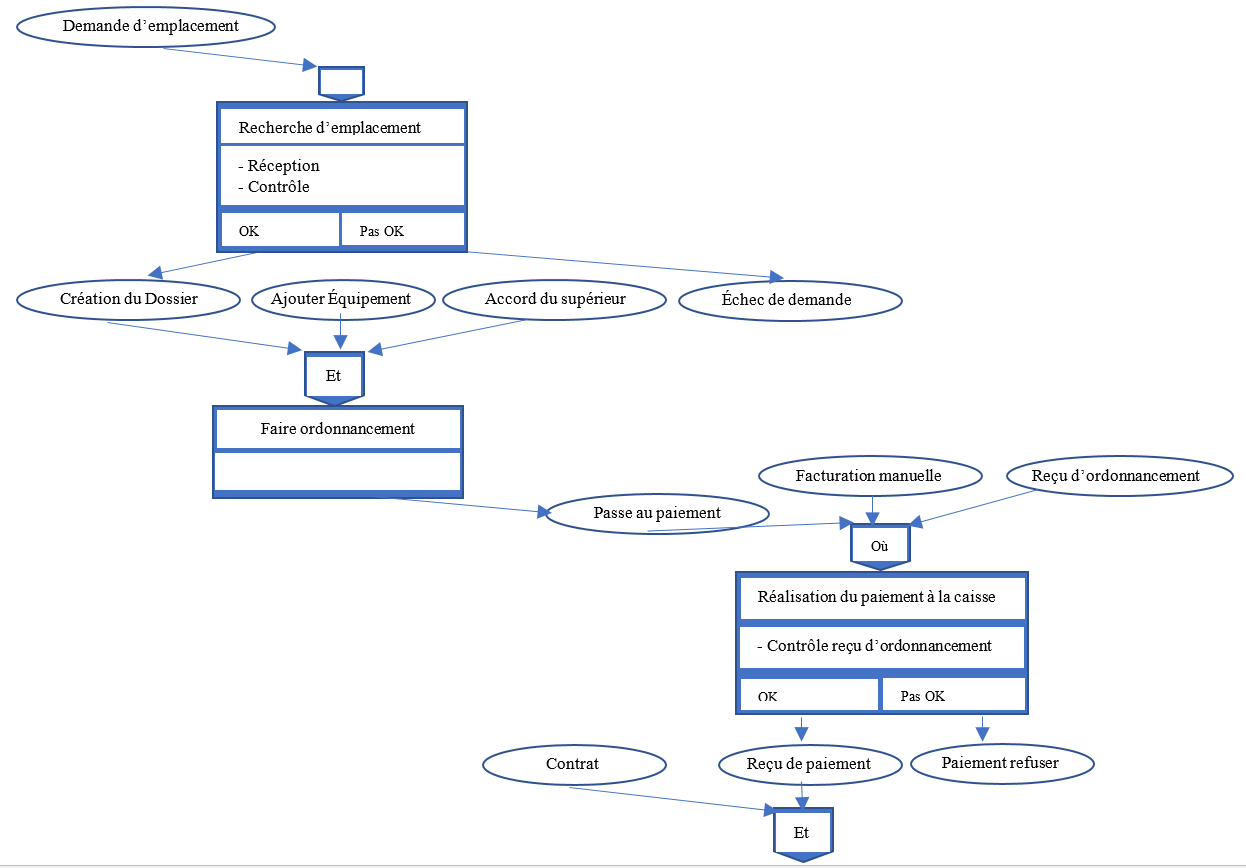 Demande d’emplacement
Recherche d’emplacement
- Réception
- Contrôle
OK
Pas OK
Création du Dossier
Ajouter Équipement
Accord du supérieur
Échec de demande
Et
Faire ordonnancement
Facturation manuelle
Reçu d’ordonnancement
Passe au paiement
Où
Réalisation du paiement à la caisse
- Contrôle reçu d’ordonnancement
OK
Pas OK
Contrat
Reçu de paiement
Paiement refuser
Et